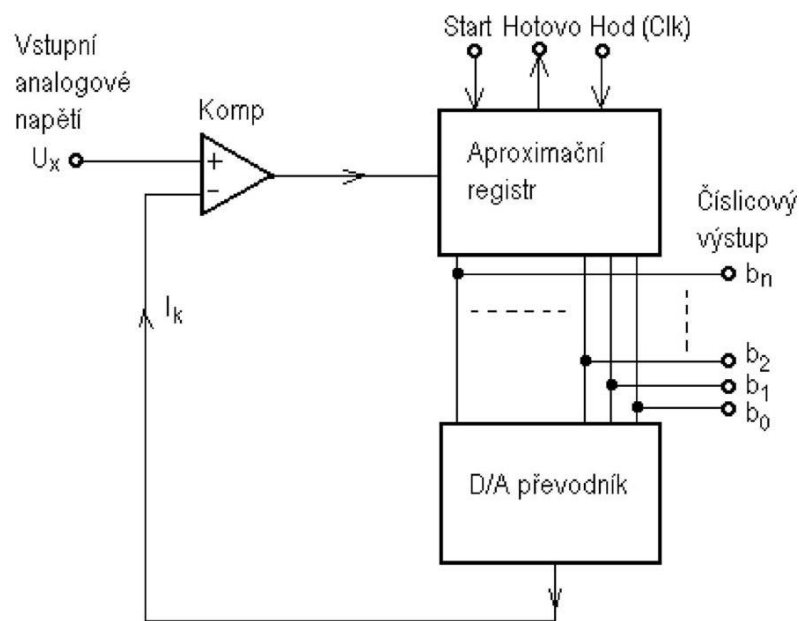 Start Hotovo Hod (Clk)
Vstupní
analogové
napětí
Uₓ
Komp
+
−
Aproximační
registr
Číslicový
výstup
bₙ
b₂
b₁
b₀
Iₖ
D/A převodník